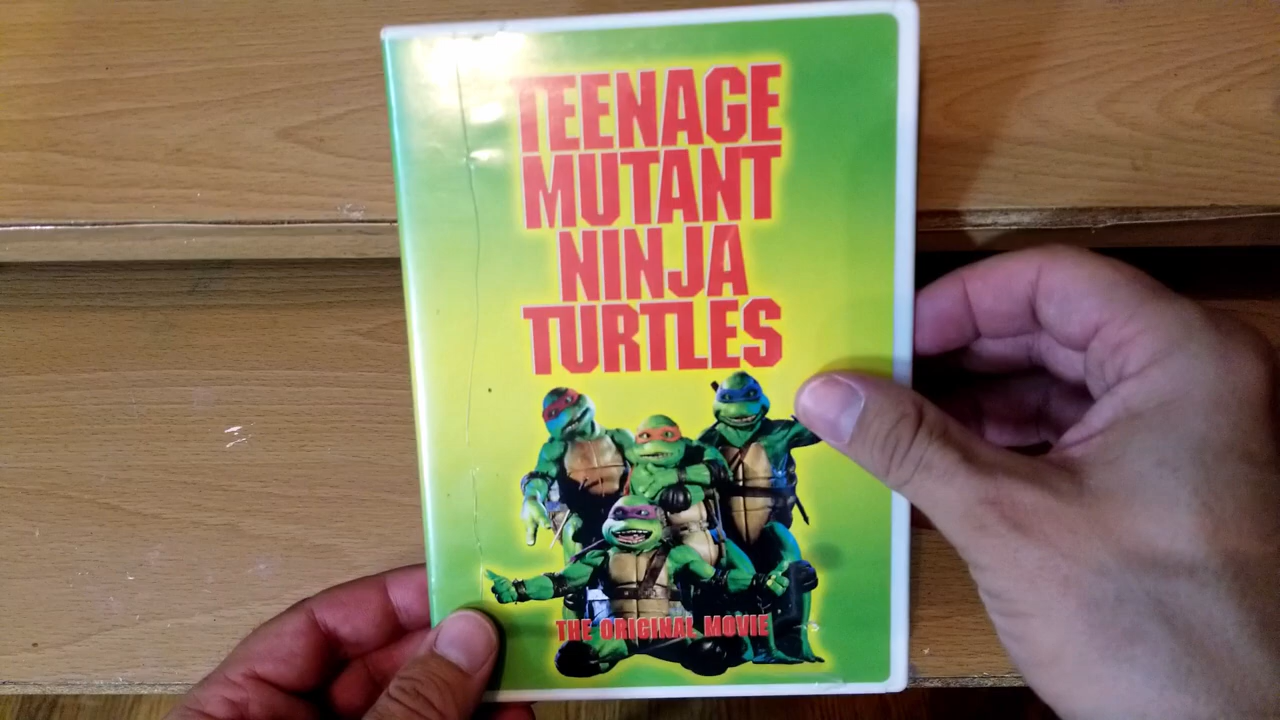 TEENAGE
MUTANT
NINJA
TURTLES
THE ORIGINAL MOVIE